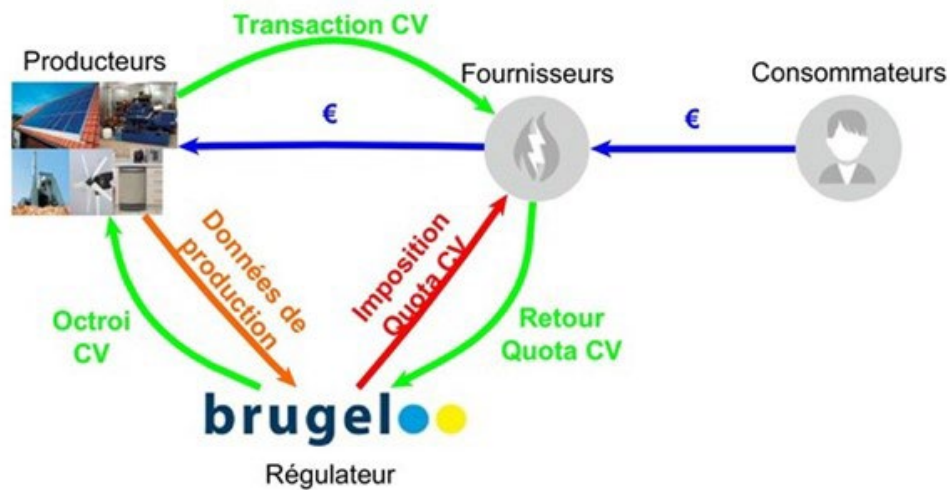 Transaction CV
Producteurs
Fournisseurs
Consommateurs
€
€
Données de
production
Imposition
Quota CV
Octroi
CV
Retour
Quota CV
brugel
Régulateur